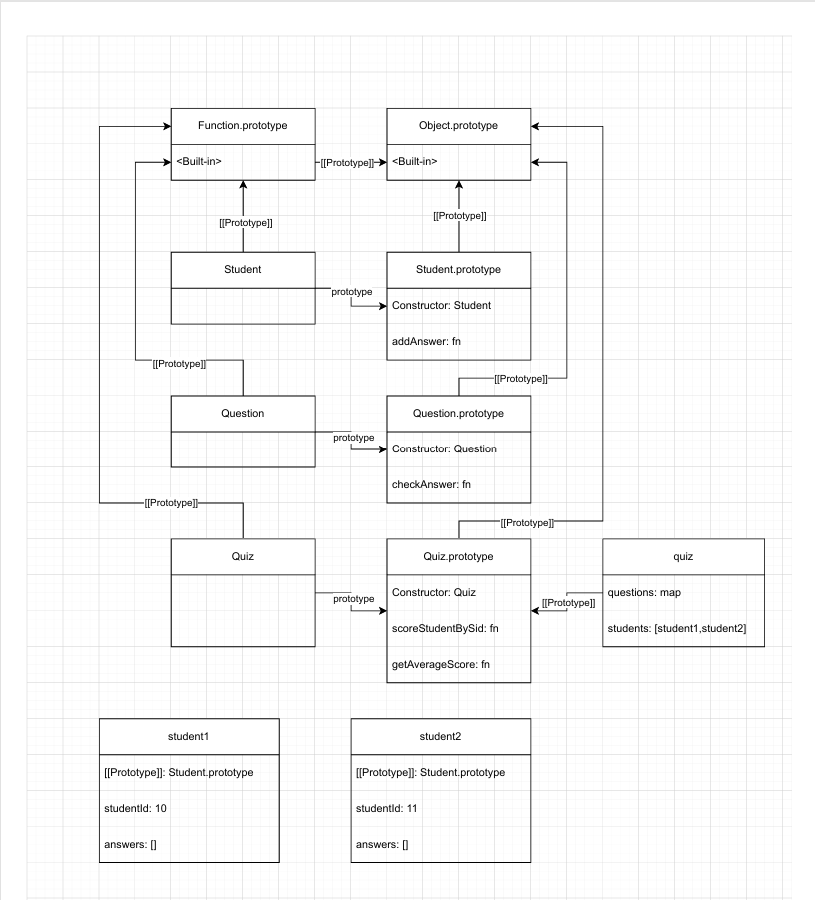 Function.prototype
Object.prototype
<Built-in>
[[Prototype]]
<Built-in>
[[Prototype]]
[[Prototype]]
Student
Student.prototype
prototype
Constructor: Student
addAnswer: fn
[[Prototype]]
[[Prototype]]
Question
Question.prototype
prototype
Constructor: Question
checkAnswer: fn
[[Prototype]]
[[Prototype]]
Quiz
Quiz.prototype
quiz
prototype
Constructor: Quiz
[[Prototype]]
questions: map
scoreStudentBySid: fn
students: [student1,student2]
getAverageScore: fn
student1
student2
[[Prototype]]: Student.prototype
[[Prototype]]: Student.prototype
studentId: 10
studentId: 11
answers: []
answers: []